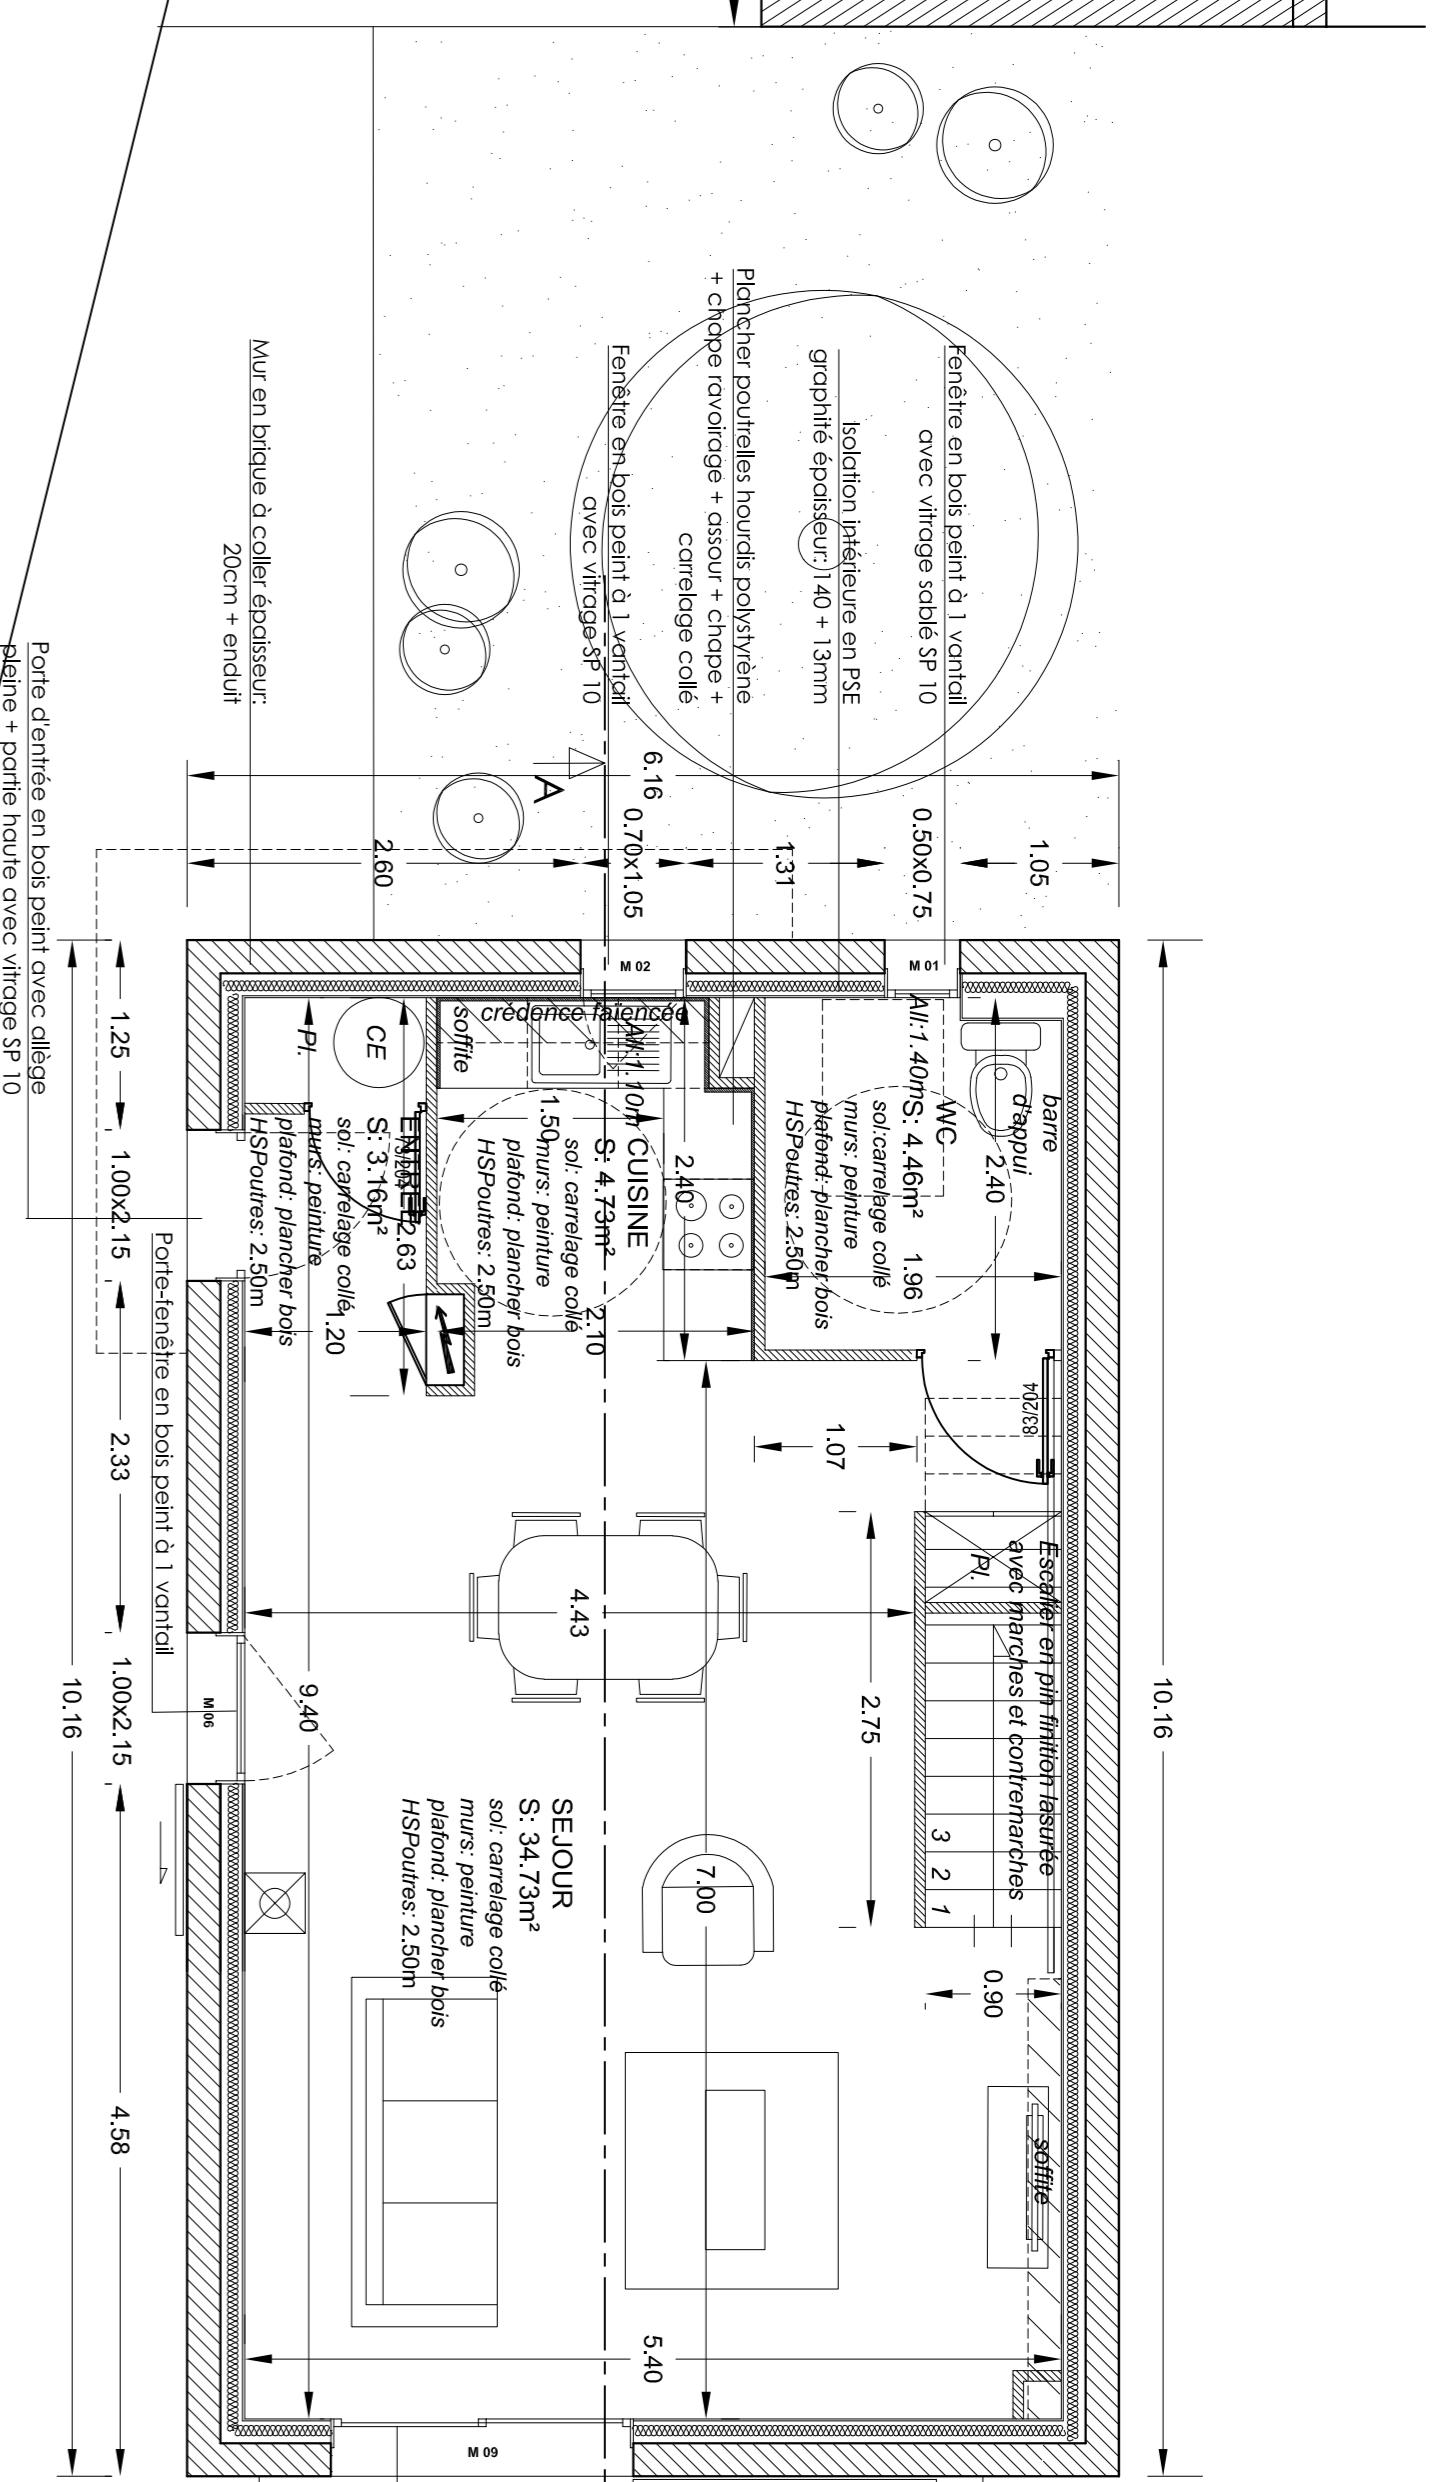 Fenêtre en bois peint à 1 vantail
avec vitrage sablé SP 10
Isolation intérieure en PSE
graphité épaisseur: 140 + 13mm
Plancher poutrelles hourdis polystyrène
+ chape ravoirage + assour + chape +
carrelage collé
Fenêtre en bois peint à 1 vantail
avec vitrage SP 10
Mur en brique à coller épaisseur:
20cm + enduit
Porte d'entrée en bois peint avec allège
pleine + partie haute avec vitrage SP 10
Porte-fenêtre en bois peint à 1 vantail
A
6.16
1.05
0.50x0.75
1.31
0.70x1.05
2.60
10.16
M 01
M 02
All:1.40m
barre
d'appui
WC
S: 4.46m²
sol:carrelage collé
murs: peinture
plafond: plancher bois
HSPoutres: 2.50m
2.40
1.96
83/204
crédence faïencée
soffite
All:1.10m
CUISINE
S: 4.73m²
sol: carrelage collé
murs: peinture
plafond: plancher bois
HSPoutres: 2.50m
1.50
2.40
2.10
CE
Pl.
ENTREE
S: 3.16m²
sol: carrelage collé
murs: peinture
plafond: plancher bois
HSPoutres: 2.50m
2.63
1.20
1.07
Escalier en pin finition lasurée
avec marches et contremarches
Pl.
3 2 1
2.75
0.90
4.43
9.40
7.00
5.40
SEJOUR
S: 34.73m²
sol: carrelage collé
murs: peinture
plafond: plancher bois
HSPoutres: 2.50m
soffite
M 06
M 09
1.25
1.00x2.15
2.33
1.00x2.15
4.58
10.16